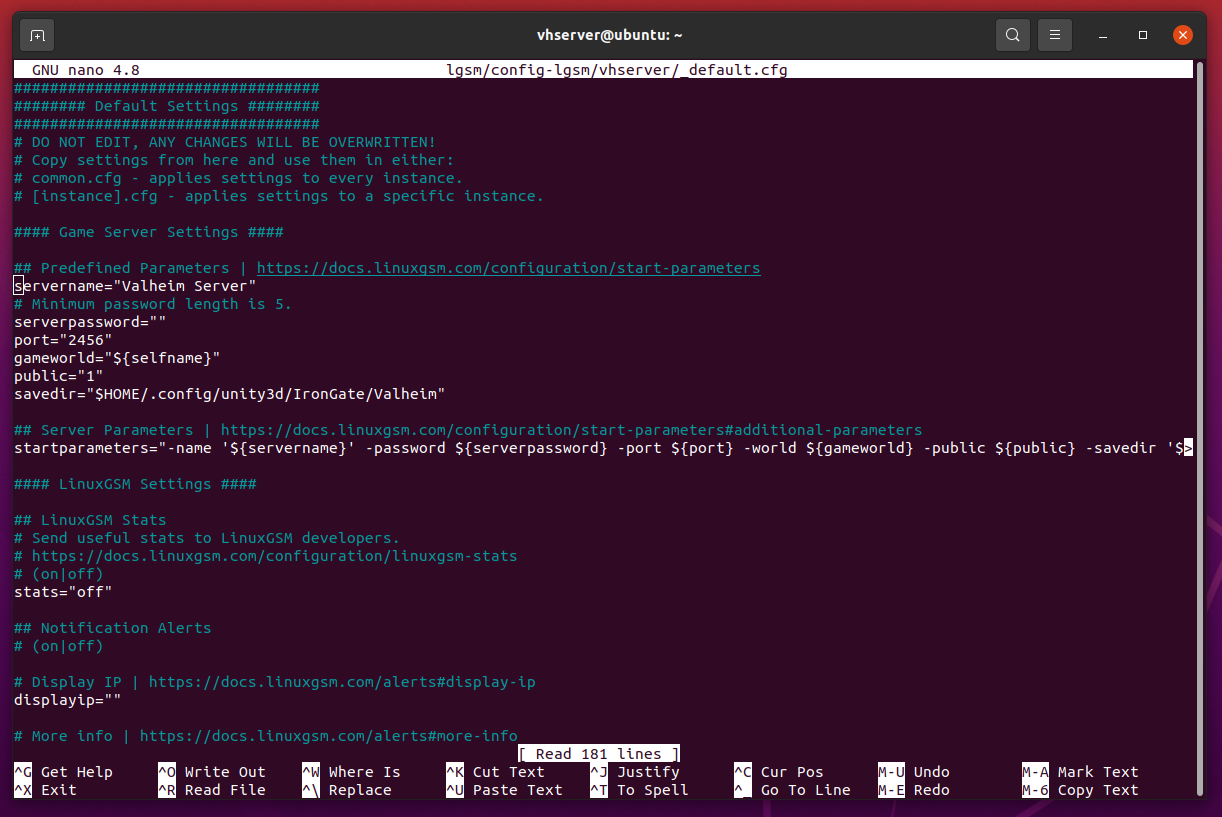 vhserver@ubuntu: ~
GNU nano 4.8 lgsm/config-lgsm/vhserver/_default.cfg
##################################
######## Default Settings ########
##################################
# DO NOT EDIT, ANY CHANGES WILL BE OVERWRITTEN!
# Copy settings from here and use them in either:
# common.cfg - applies settings to every instance.
# [instance].cfg - applies settings to a specific instance.
#### Game Server Settings ####
## Predefined Parameters | https://docs.linuxgsm.com/configuration/start-parameters
servername="Valheim Server"
# Minimum password length is 5.
serverpassword=""
port="2456"
gameworld="${selfname}"
public="1"
savedir="$HOME/.config/unity3d/IronGate/Valheim"
## Server Parameters | https://docs.linuxgsm.com/configuration/start-parameters#additional-parameters
startparameters="-name '${servername}' -password ${serverpassword} -port ${port} -world ${gameworld} -public ${public} -savedir '$>
#### LinuxGSM Settings ####
## LinuxGSM Stats
# Send useful stats to LinuxGSM developers.
# https://docs.linuxgsm.com/configuration/linuxgsm-stats
# (on|off)
stats="off"
## Notification Alerts
# (on|off)
# Display IP | https://docs.linuxgsm.com/alerts#display-ip
displayip=""
# More info | https://docs.linuxgsm.com/alerts#more-info
[ Read 181 lines ]
^G Get Help ^O Write Out ^W Where Is ^K Cut Text ^J Justify ^C Cur Pos M-U Undo M-A Mark Text
^X Exit ^R Read File ^\ Replace ^U Paste Text ^T To Spell ^_ Go To Line M-E Redo M-6 Copy Text